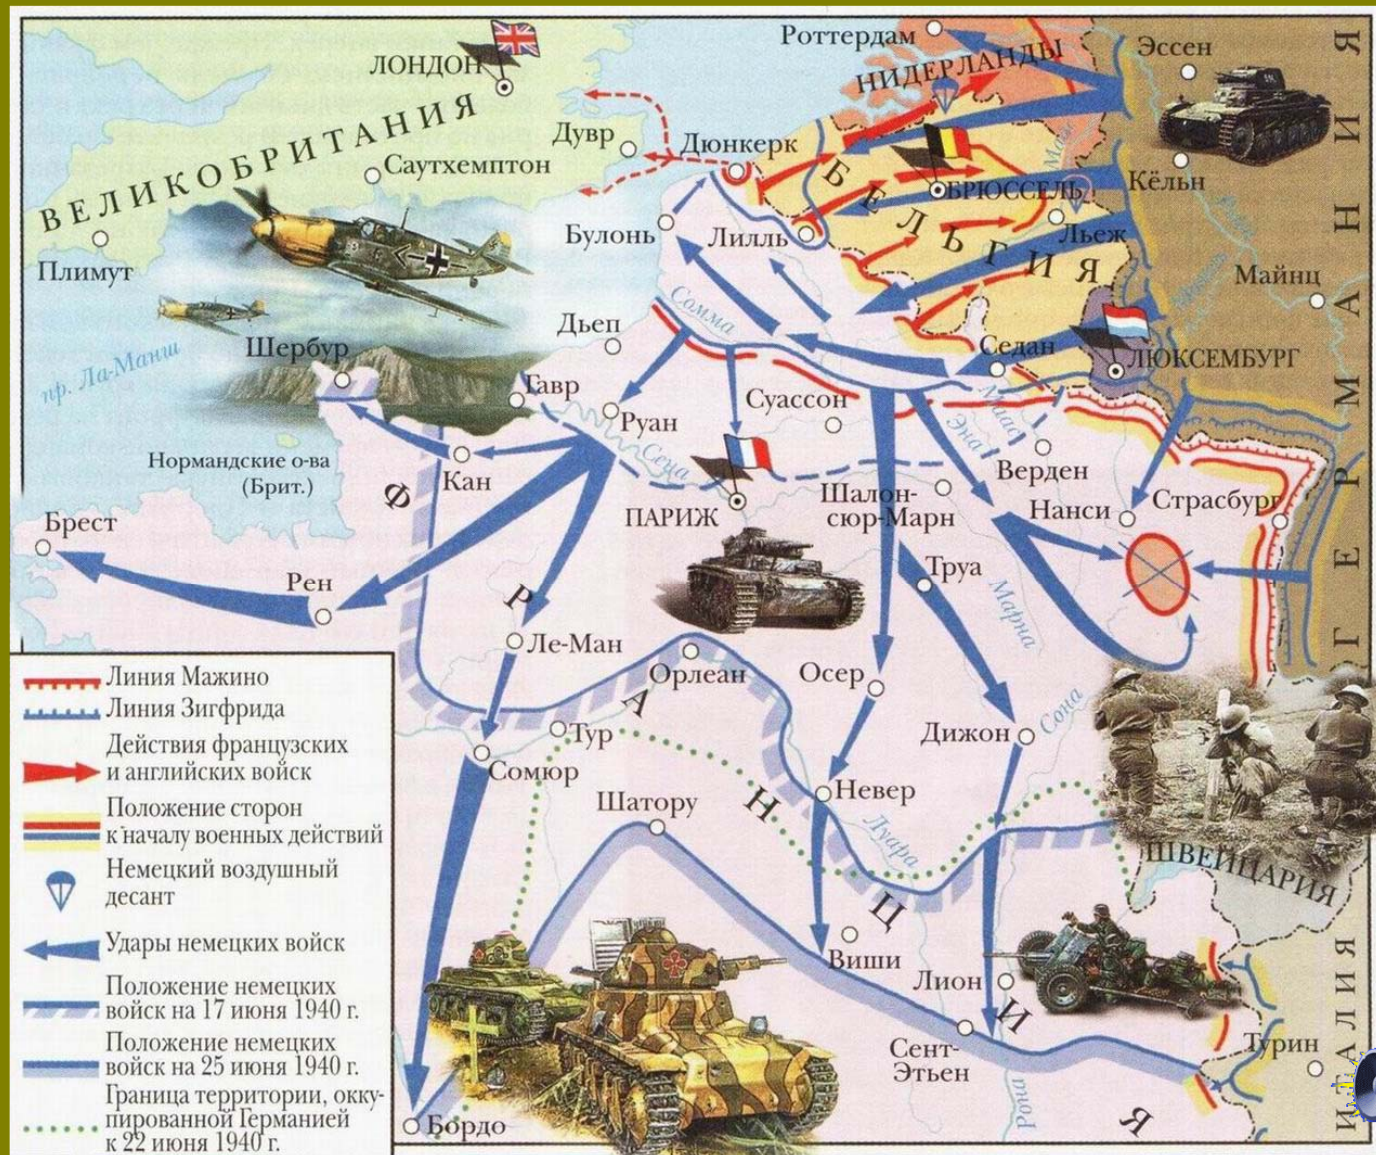 Роттердам
Эссен
НИДЕРЛАНДЫ
ЛОНДОН
ВЕЛИКОБРИТАНИЯ
Дувр
Дюнкерк
Саутхемптон
БЕЛЬГИЯ
БРЮССЕЛЬ
Кёльн
Маас
Рейн
Плимут
Булонь
Лилль
Льеж
Майнц
ГЕРМАНИЯ
Мозель
Сомма
Дьеп
Седан
ЛЮКСЕМБУРГ
пр. Ла-Манш
Шербур
Гавр
Руан
Суассон
Маас
Эна
Верден
Сена
Нормандские о-ва
(Брит.)
Кан
ПАРИЖ
Шалон-
сюр-Марн
Нанси
Страсбург
Брест
Рен
Труа
Марна
ФРАНЦИЯ
Ле-Ман
Орлеан
Осер
Сона
Дижон
Тур
Сомюр
Шатору
Невер
Луара
ШВЕЙЦАРИЯ
Виши
Лион
Сент-
Этьен
Турин
ИТАЛИЯ
Рона
Бордо
Линия Мажино
Линия Зигфрида
Действия французских
и английских войск
Положение сторон
к началу военных действий
Немецкий воздушный
десант
Удары немецких войск
Положение немецких
войск на 17 июня 1940 г.
Положение немецких
войск на 25 июня 1940 г.
Граница территории, окку-
пированной Германией
к 22 июня 1940 г.